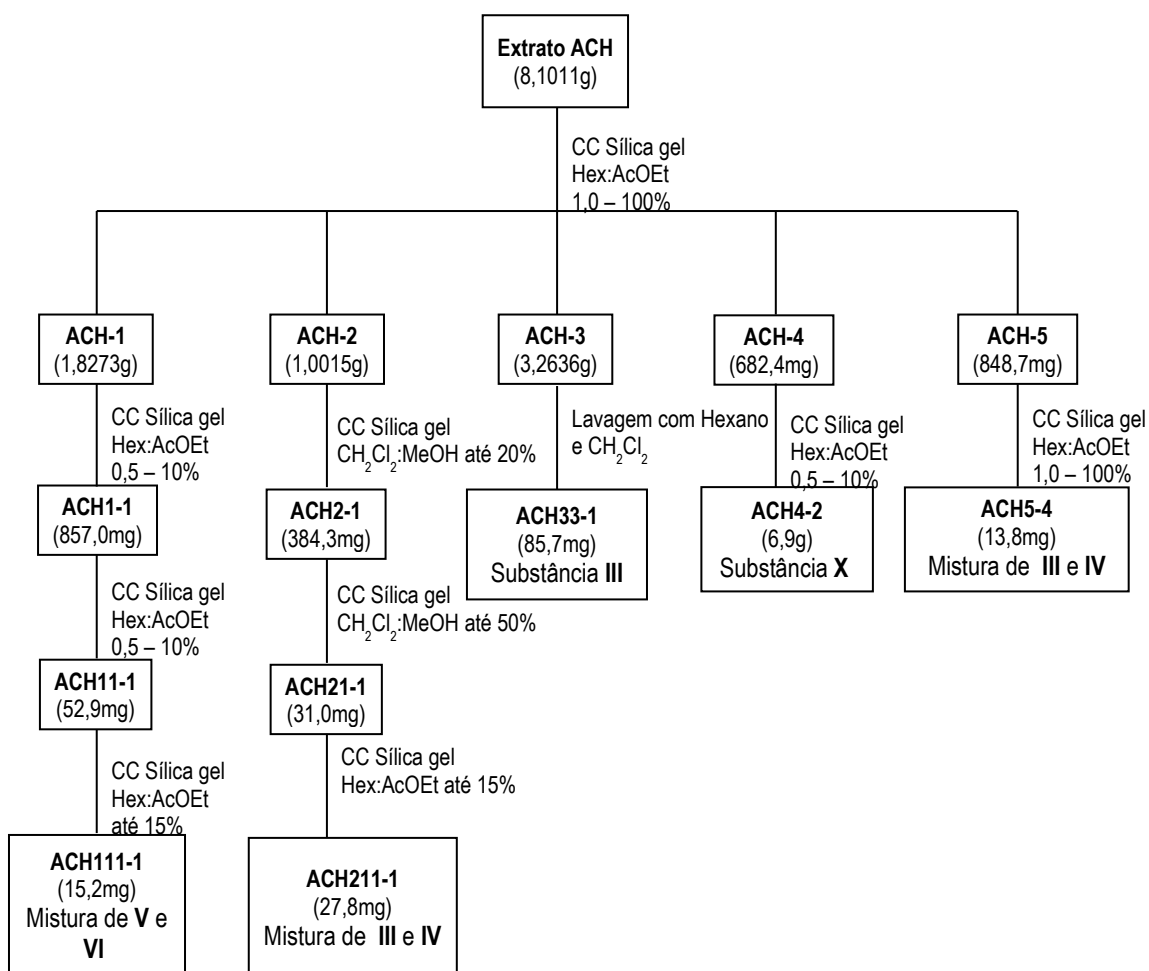 Extrato ACH
(8,1011g)
CC Sílica gel
Hex:AcOEt
1,0 – 100%
ACH-1
(1,8273g)
ACH-2
(1,0015g)
ACH-3
(3,2636g)
ACH-4
(682,4mg)
ACH-5
(848,7mg)
CC Sílica gel
Hex:AcOEt
0,5 – 10%
CC Sílica gel
CH2Cl2:MeOH até 20%
Lavagem com Hexano
e CH2Cl2
CC Sílica gel
Hex:AcOEt
0,5 – 10%
CC Sílica gel
Hex:AcOEt
1,0 – 100%
ACH1-1
(857,0mg)
ACH2-1
(384,3mg)
ACH33-1
(85,7mg)
Substância III
ACH4-2
(6,9g)
Substância X
ACH5-4
(13,8mg)
Mistura de III e IV
CC Sílica gel
Hex:AcOEt
0,5 – 10%
CC Sílica gel
CH2Cl2:MeOH até 50%
ACH11-1
(52,9mg)
ACH21-1
(31,0mg)
CC Sílica gel
Hex:AcOEt
até 15%
CC Sílica gel
Hex:AcOEt até 15%
ACH111-1
(15,2mg)
Mistura de V e
VI
ACH211-1
(27,8mg)
Mistura de III e IV